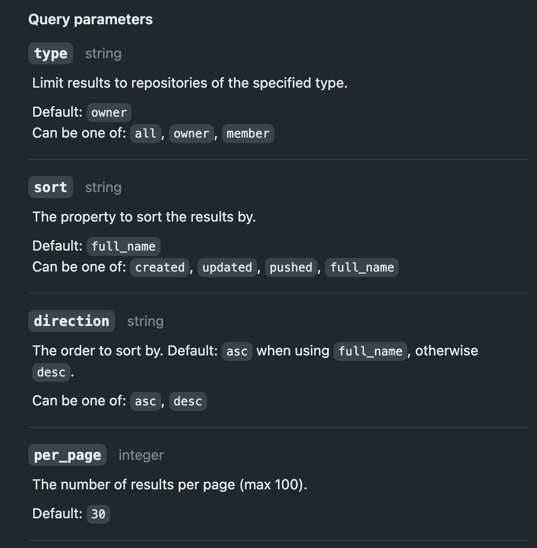 Query parameters
type string
Limit results to repositories of the specified type.
Default: owner
Can be one of: all, owner, member
sort string
The property to sort the results by.
Default: full_name
Can be one of: created, updated, pushed, full_name
direction string
The order to sort by. Default: asc when using full_name, otherwise
desc.
Can be one of: asc, desc
per_page integer
The number of results per page (max 100).
Default: 30